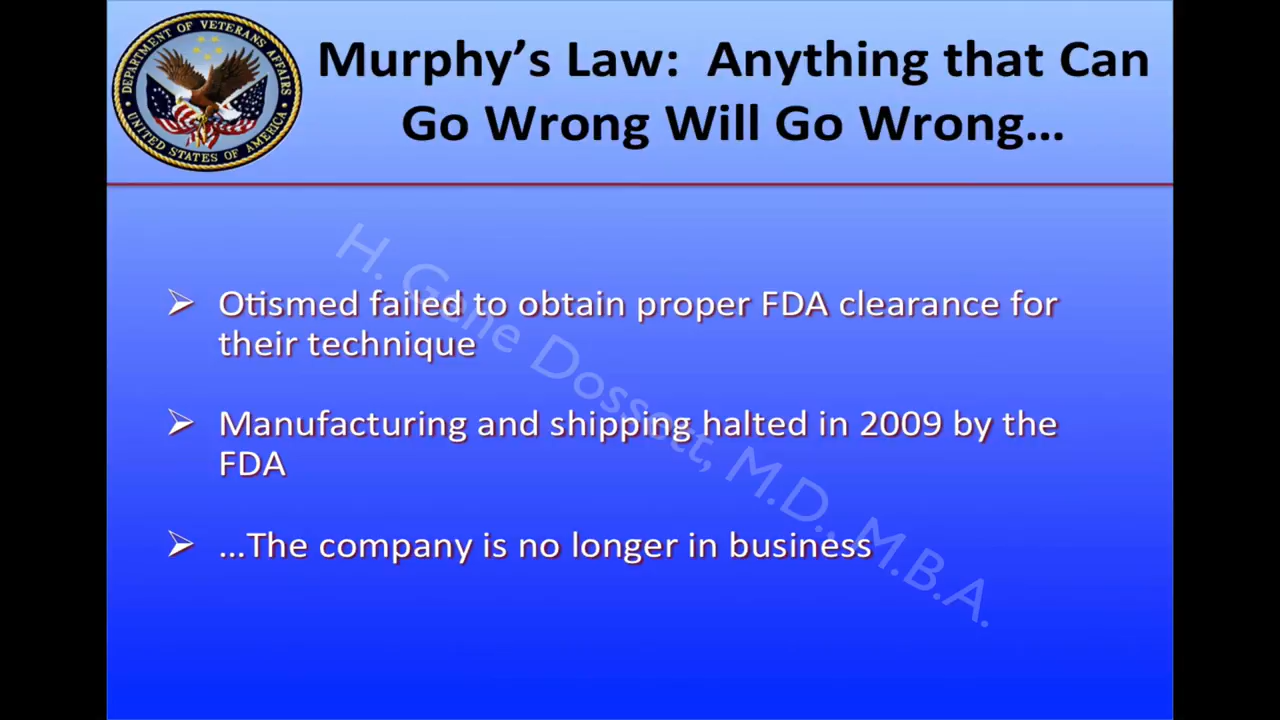 DEPARTMENT OF VETERANS AFFAIRS
UNITED STATES OF AMERICA
Murphy’s Law:  Anything that Can
Go Wrong Will Go Wrong…
➢ Otismed failed to obtain proper FDA clearance for
their technique
➢ Manufacturing and shipping halted in 2009 by the
FDA
➢ …The company is no longer in business
H. Gene Dossett, M.D., M.B.A.